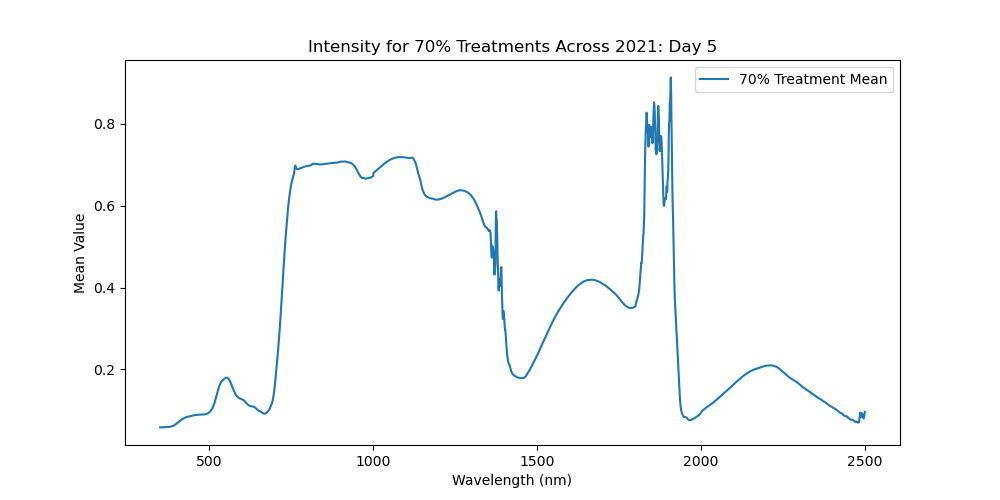 Intensity for 70% Treatments Across 2021: Day 5
70% Treatment Mean
Mean Value
0.8
0.6
0.4
0.2
500
1000
1500
2000
2500
Wavelength (nm)